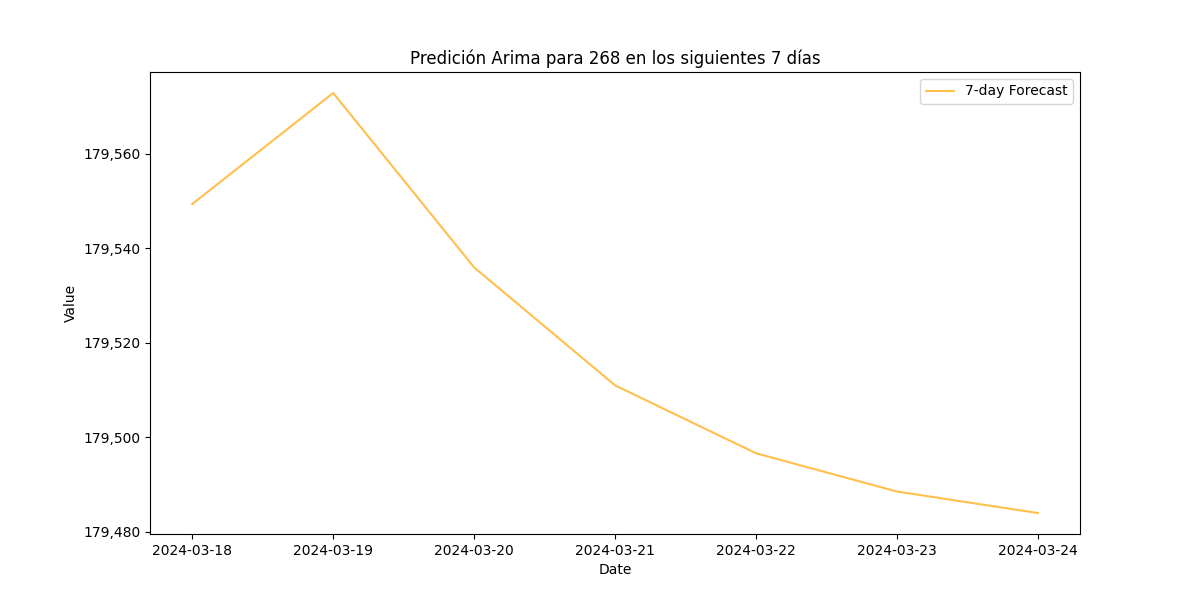 Predición Arima para 268 en los siguientes 7 días
7-day Forecast
179,560
179,540
179,520
179,500
179,480
Value
2024-03-18 2024-03-19 2024-03-20 2024-03-21 2024-03-22 2024-03-23 2024-03-24
Date